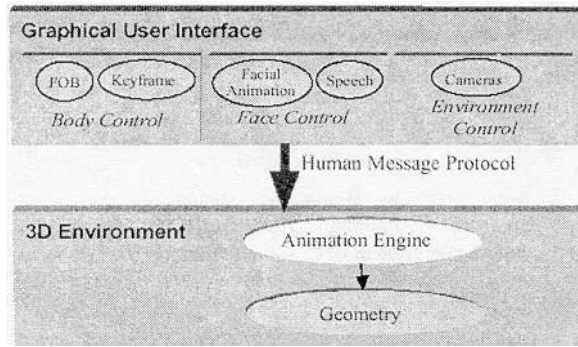 Graphical User Interface
FOB
Keyframe
Body Control
Facial
Animation
Speech
Face Control
Cameras
Environment
Control
Human Message Protocol
3D Environment
Animation Engine
Geometry